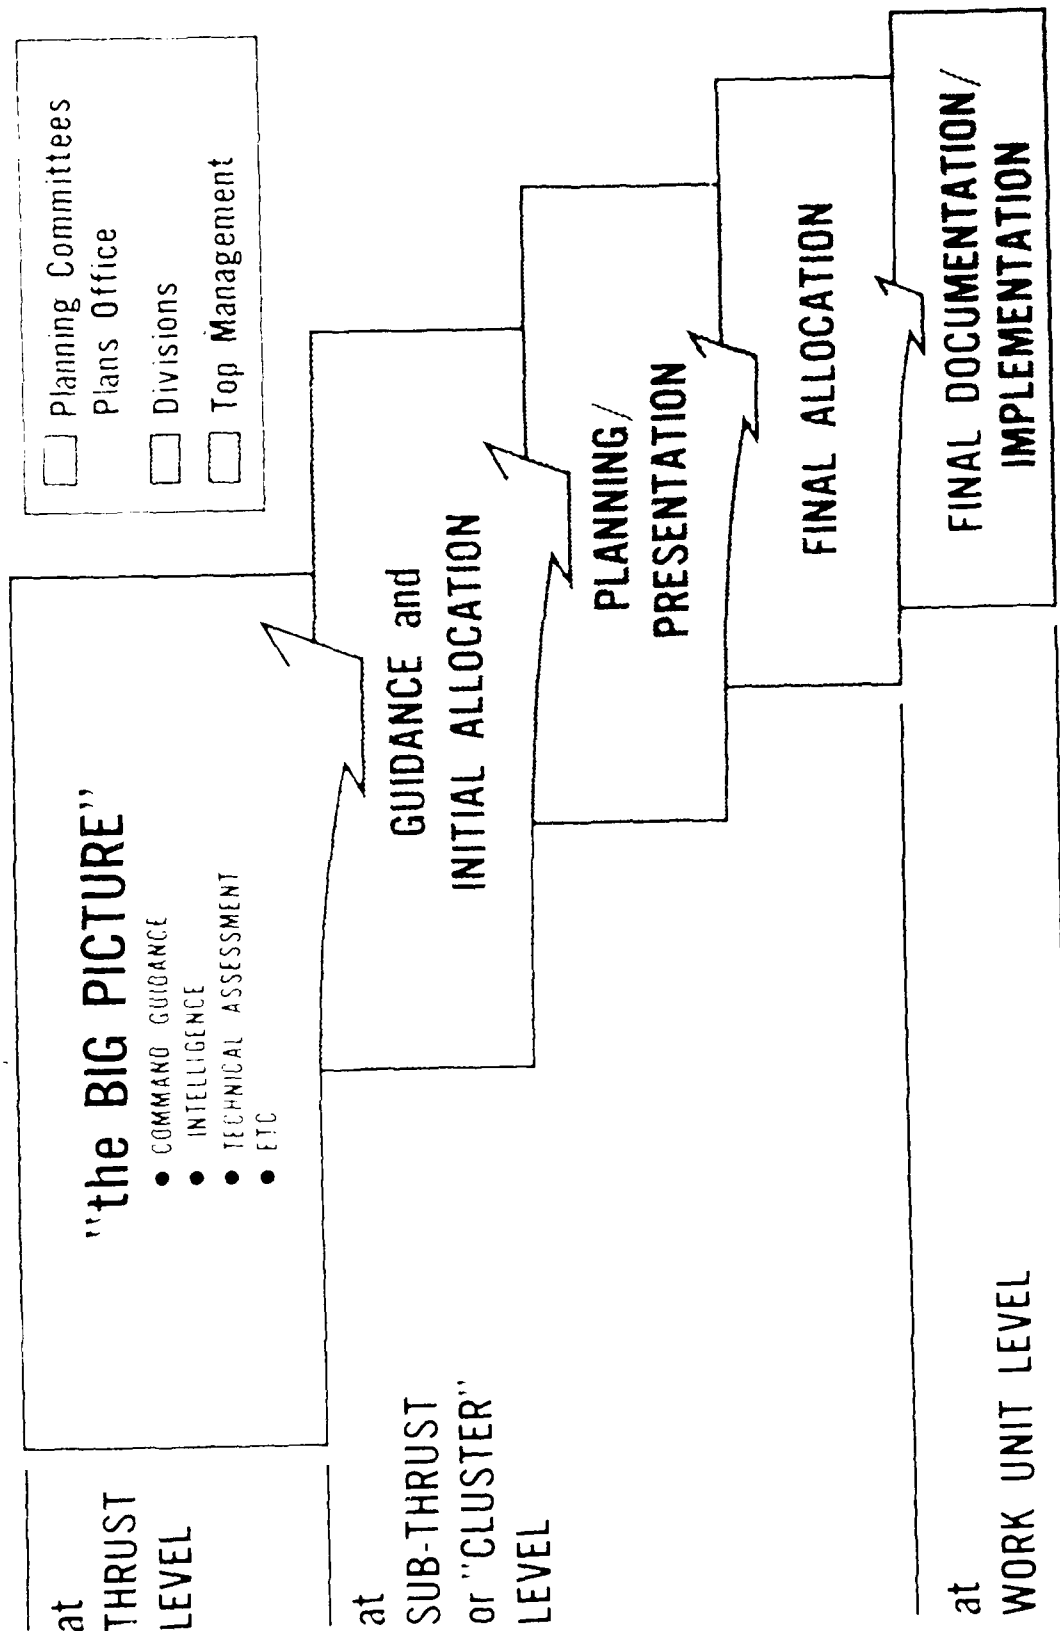 Planning Committees
Plans Office
Divisions
Top Management
"the BIG PICTURE"
• COMMAND GUIDANCE
• INTELLIGENCE
• TECHNICAL ASSESSMENT
• ETC
at
THRUST
LEVEL
GUIDANCE and
INITIAL ALLOCATION
PLANNING/
PRESENTATION
FINAL ALLOCATION
at
SUB-THRUST
or "CLUSTER"
LEVEL
FINAL DOCUMENTATION/
IMPLEMENTATION
at
WORK UNIT LEVEL